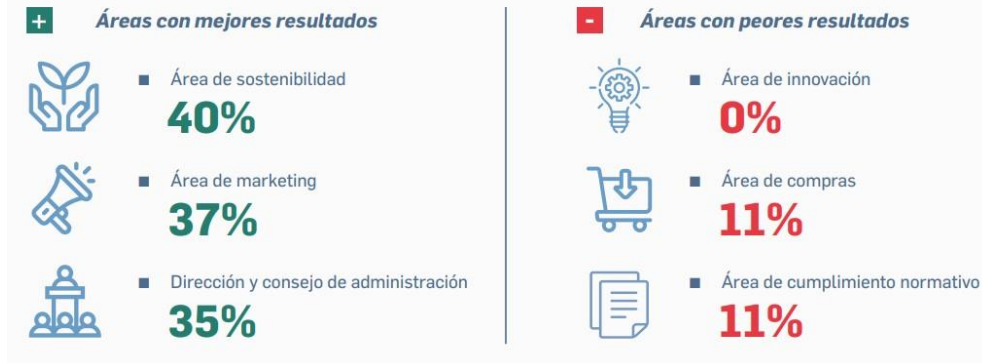 + Áreas con mejores resultados
Área de sostenibilidad
40%
Área de marketing
37%
Dirección y consejo de administración
35%
- Áreas con peores resultados
Área de innovación
0%
Área de compras
11%
Área de cumplimiento normativo
11%